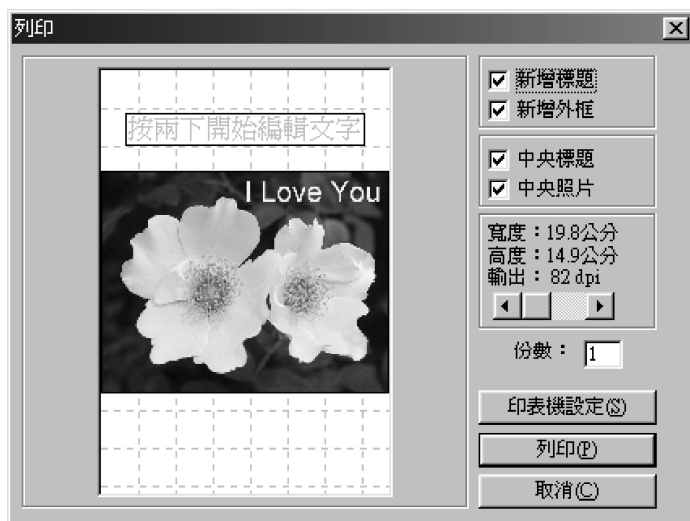 列印
按兩下開始編輯文字
I Love You
新增標題
新增外框
中央標題
中央照片
寬度：19.8公分
高度：14.9公分
輸出： 82 dpi
份數： 1
印表機設定(S)
列印(P)
取消(C)